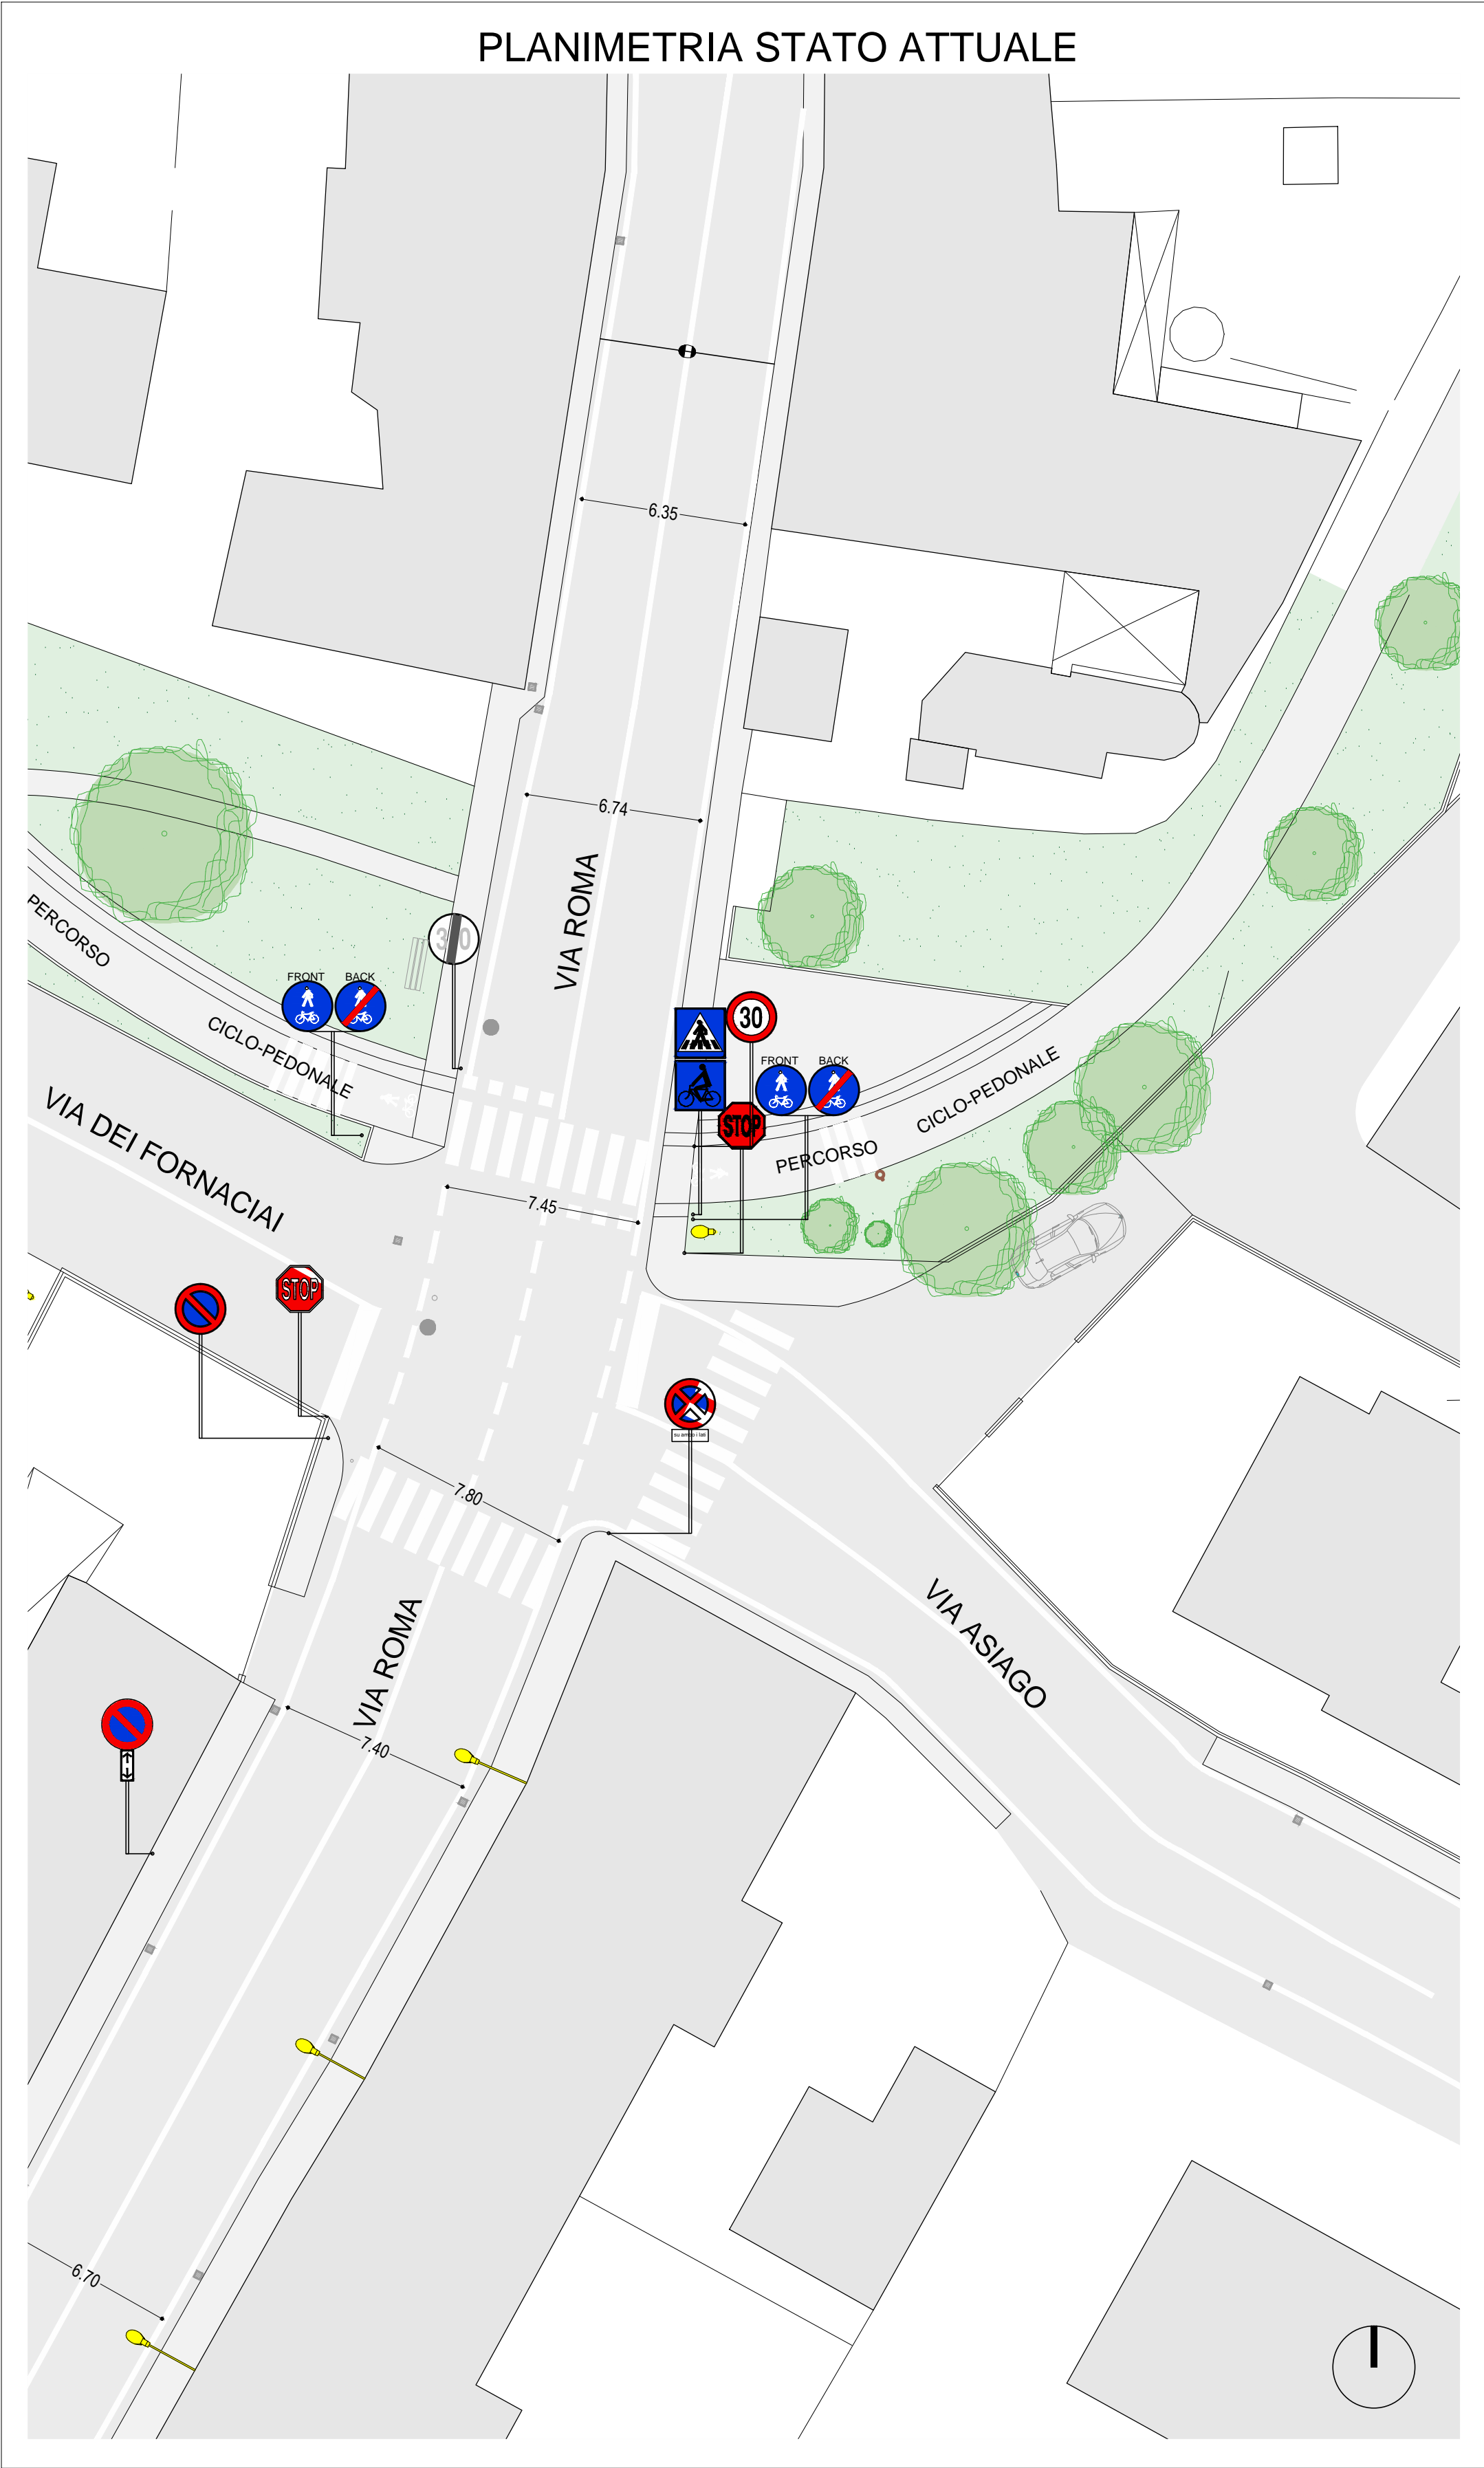 PLANIMETRIA STATO ATTUALE
6.35
6.74
VIA ROMA
PERCORSO
FRONT BACK
CICLO-PEDONALE
30
FRONT BACK
STOP
CICLO-PEDONALE
PERCORSO
VIA DEI FORNACIAI
7.45
STOP
7.80
VIA ROMA
VIA ASIAGO
7.40
6.70